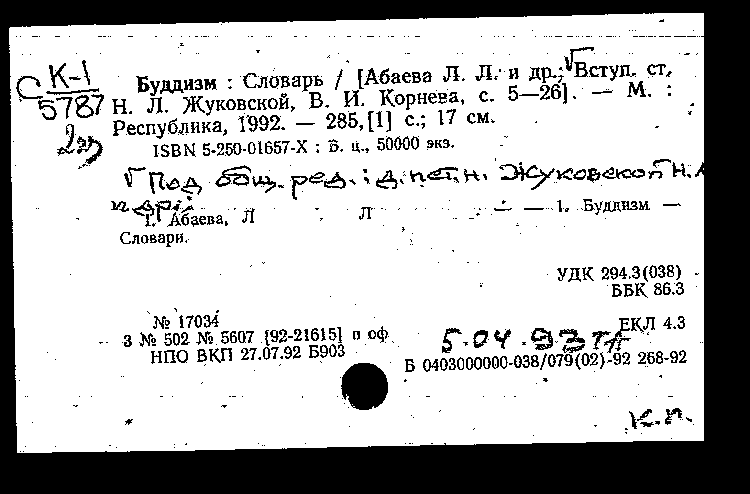 С К-1
5787
2 экз
Буддизм : Словарь / [Абаева Л. Л. и др.; Вступ. ст.
Н. Л. Жуковской, В. И. Корнева, с. 5—26]. — М. :
Республика, 1992. — 285, [1] с.; 17 см.
ISBN 5-250-01657-X : Б. ц., 50000 экз.
√ Под общ. ред.: Жуковской Н. Л
и др.;
1. Абаева, Л Л — — 1. Буддизм —
Словари.
УДК 294.3(038)
ББК 86.3
№ 17034
ЕКЛ 4.3
3 № 502 № 5607 [92-21615] п оф
5.04.93
НПО ВКП 27.07.92 Б903
Б 0403000000-038/079(02)-92 268-92
К.П.